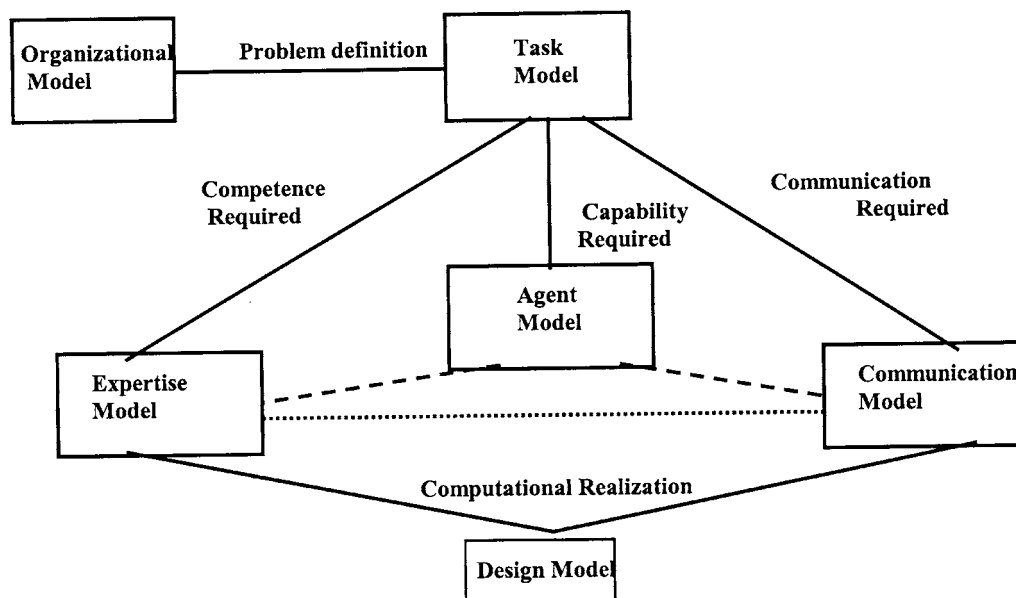 Organizational
Model
Problem definition
Task
Model
Competence
Required
Capability
Required
Communication
Required
Agent
Model
Expertise
Model
Communication
Model
Computational Realization
Design Model